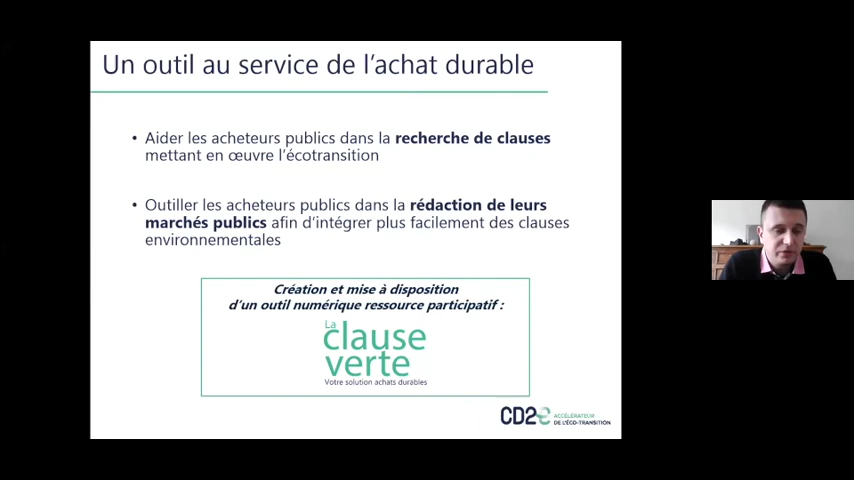 Un outil au service de l'achat durable
• Aider les acheteurs publics dans la recherche de clauses
mettant en œuvre l'écotransition
• Outiller les acheteurs publics dans la rédaction de leurs
marchés publics afin d'intégrer plus facilement des clauses
environnementales
Création et mise à disposition
d'un outil numérique ressource participatif :
La
clause
verte
Votre solution achats durables
CD2e ACCÉLÉRATEUR
DE L'ÉCO-TRANSITION